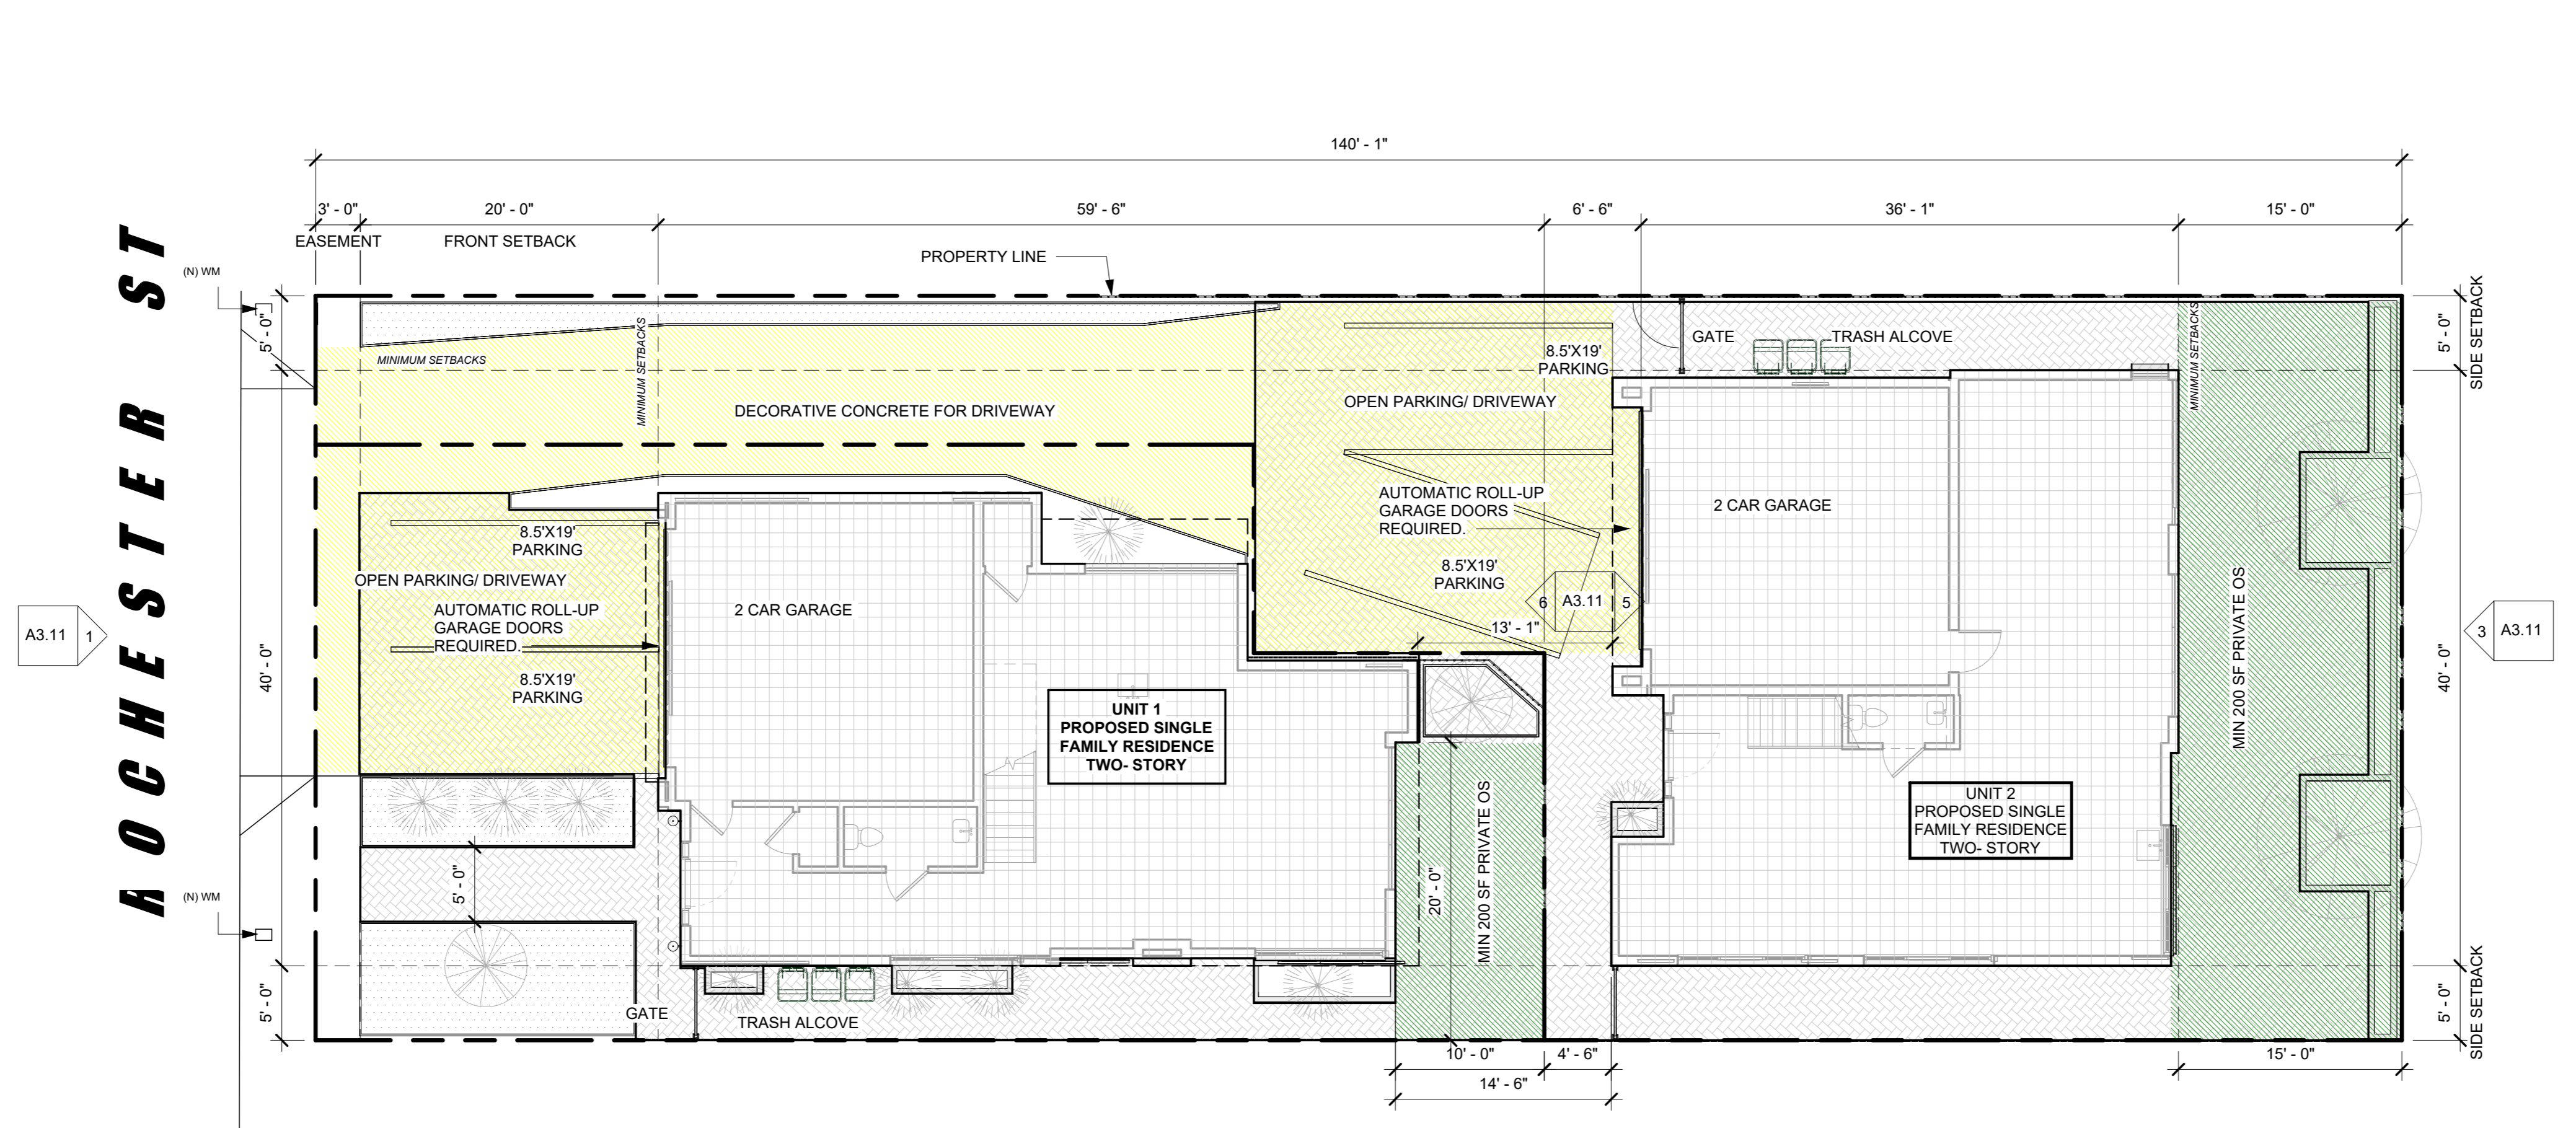 140' - 1"
3' - 0"
20' - 0"
59' - 6"
6' - 6"
36' - 1"
15' - 0"
EASEMENT
FRONT SETBACK
PROPERTY LINE
(N) WM
ROCHESTER ST
5' - 0"
MINIMUM SETBACKS
MINIMUM SETBACKS
DECORATIVE CONCRETE FOR DRIVEWAY
8.5'X19'
PARKING
OPEN PARKING/ DRIVEWAY
GATE
TRASH ALCOVE
MINIMUM SETBACKS
5' - 0"
SIDE SETBACK
AUTOMATIC ROLL-UP
GARAGE DOORS
REQUIRED.
2 CAR GARAGE
8.5'X19'
PARKING
6
A3.11
5
13' - 1"
8.5'X19'
PARKING
OPEN PARKING/ DRIVEWAY
AUTOMATIC ROLL-UP
GARAGE DOORS
REQUIRED.
8.5'X19'
PARKING
2 CAR GARAGE
A3.11
1
40' - 0"
UNIT 1
PROPOSED SINGLE
FAMILY RESIDENCE
TWO- STORY
MIN 200 SF PRIVATE OS
3
A3.11
40' - 0"
UNIT 2
PROPOSED SINGLE
FAMILY RESIDENCE
TWO- STORY
20' - 0"
MIN 200 SF PRIVATE OS
5' - 0"
(N) WM
5' - 0"
GATE
TRASH ALCOVE
5' - 0"
SIDE SETBACK
10' - 0"
4' - 6"
14' - 6"
15' - 0"